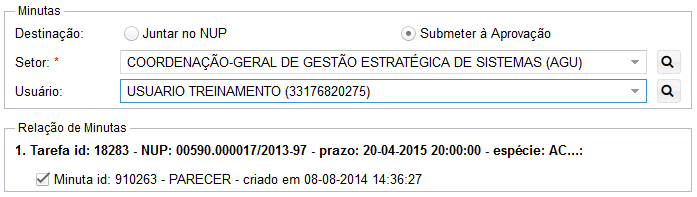 Minutas
Destinação: Juntar no NUP Submeter à Aprovação
Setor: * COORDENAÇÃO-GERAL DE GESTÃO ESTRATÉGICA DE SISTEMAS (AGU)
Usuário: USUARIO TREINAMENTO (33176820275)
Relação de Minutas
1. Tarefa id: 18283 - NUP: 00590.000017/2013-97 - prazo: 20-04-2015 20:00:00 - espécie: AC...:
Minuta id: 910263 - PARECER - criado em 08-08-2014 14:36:27